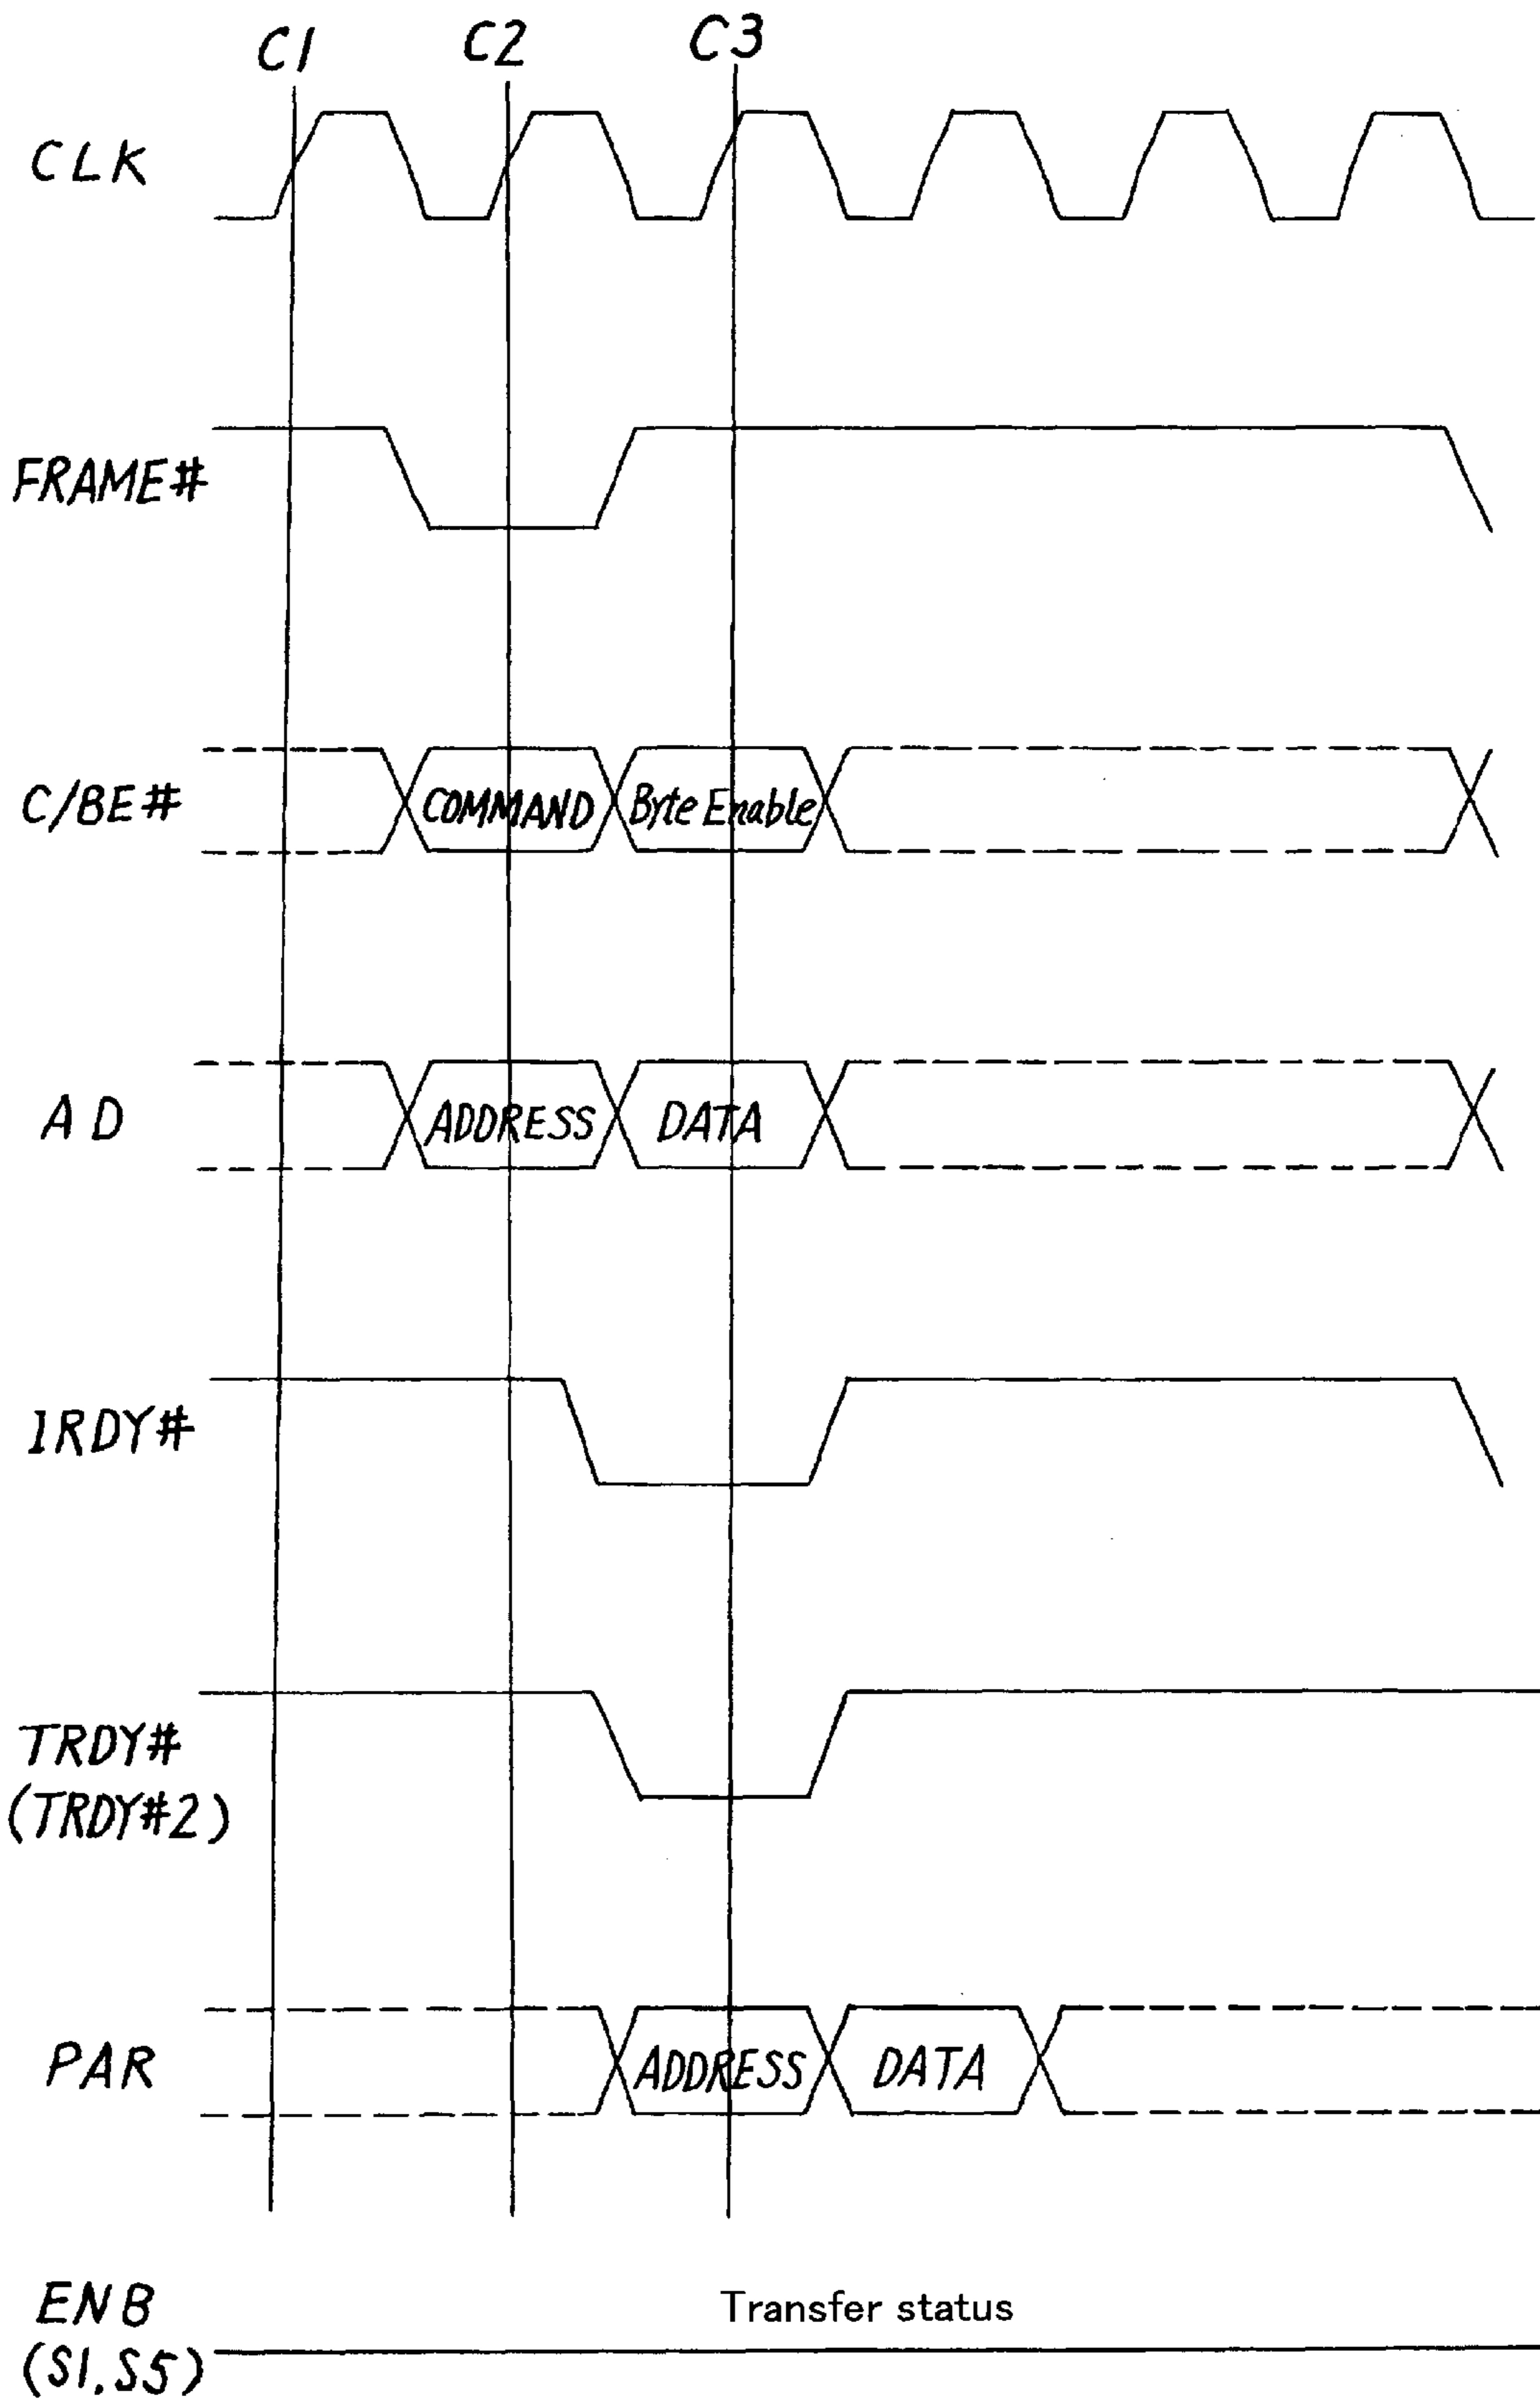 C1 C2 C3
CLK
FRAME#
C/BE# COMMAND Byte Enable
AD ADDRESS DATA
IRDY#
TRDY#
(TRDY#2)
PAR ADDRESS DATA
ENB Transfer status
(S1.S5)